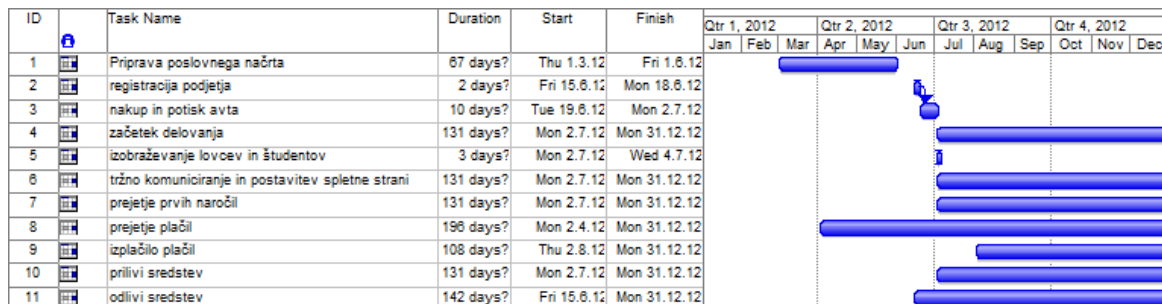 ID Task Name Duration Start Finish Qtr 1, 2012 Qtr 2, 2012 Qtr 3, 2012 Qtr 4, 2012
Jan Feb Mar Apr May Jun Jul Aug Sep Oct Nov Dec
1 Priprava poslovnega načrta 67 days? Thu 1.3.12 Fri 1.6.12
2 registracija podjetja 2 days? Fri 15.6.12 Mon 18.6.12
3 nakup in potisk avta 10 days? Tue 19.6.12 Mon 2.7.12
4 začetek delovanja 131 days? Mon 2.7.12 Mon 31.12.12
5 izobraževanje lovcev in študentov 3 days? Mon 2.7.12 Wed 4.7.12
6 tržno komuniciranje in postavitev spletne strani 131 days? Mon 2.7.12 Mon 31.12.12
7 prejetje prvih naročil 131 days? Mon 2.7.12 Mon 31.12.12
8 prejetje plačil 196 days? Mon 2.4.12 Mon 31.12.12
9 izplačilo plačil 108 days? Thu 2.8.12 Mon 31.12.12
10 prilivi sredstev 131 days? Mon 2.7.12 Mon 31.12.12
11 odlivi sredstev 142 days? Fri 15.6.12 Mon 31.12.12